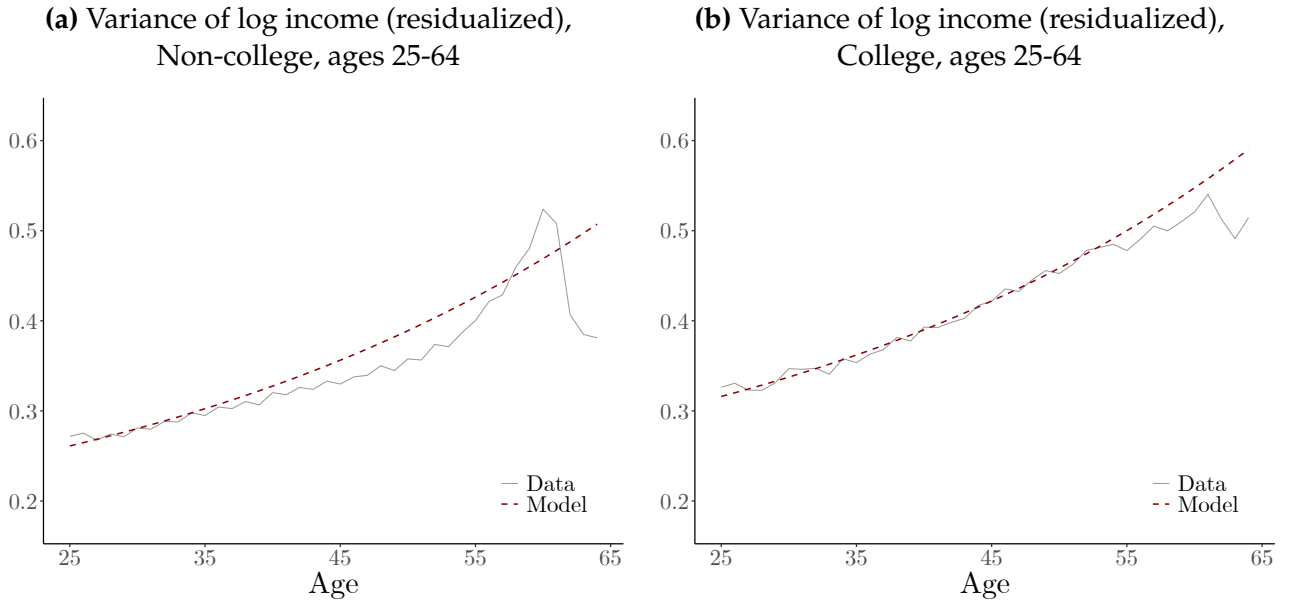 (a) Variance of log income (residualized),
Non-college, ages 25-64
0.6
0.5
0.4
0.3
0.2
Data
Model
25 35 45 55 65
Age
(b) Variance of log income (residualized),
College, ages 25-64
0.6
0.5
0.4
0.3
0.2
Data
Model
25 35 45 55 65
Age